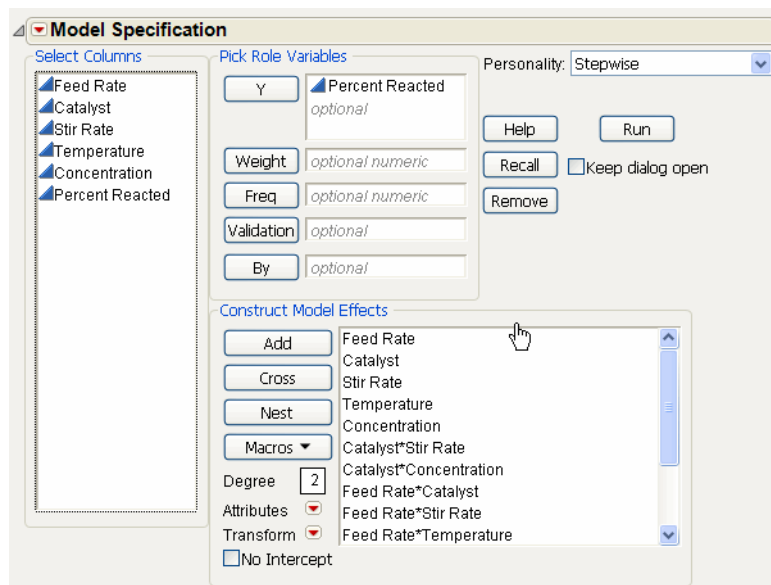 Model Specification
Select Columns
Feed Rate
Catalyst
Stir Rate
Temperature
Concentration
Percent Reacted
Pick Role Variables
Y
Percent Reacted
optional
Weight
optional numeric
Freq
optional numeric
Validation
optional
By
optional
Personality: Stepwise
Help
Run
Recall
Keep dialog open
Remove
Construct Model Effects
Add
Cross
Nest
Macros
Degree 2
Attributes
Transform
No Intercept
Feed Rate
Catalyst
Stir Rate
Temperature
Concentration
Catalyst*Stir Rate
Catalyst*Concentration
Feed Rate*Catalyst
Feed Rate*Stir Rate
Feed Rate*Temperature